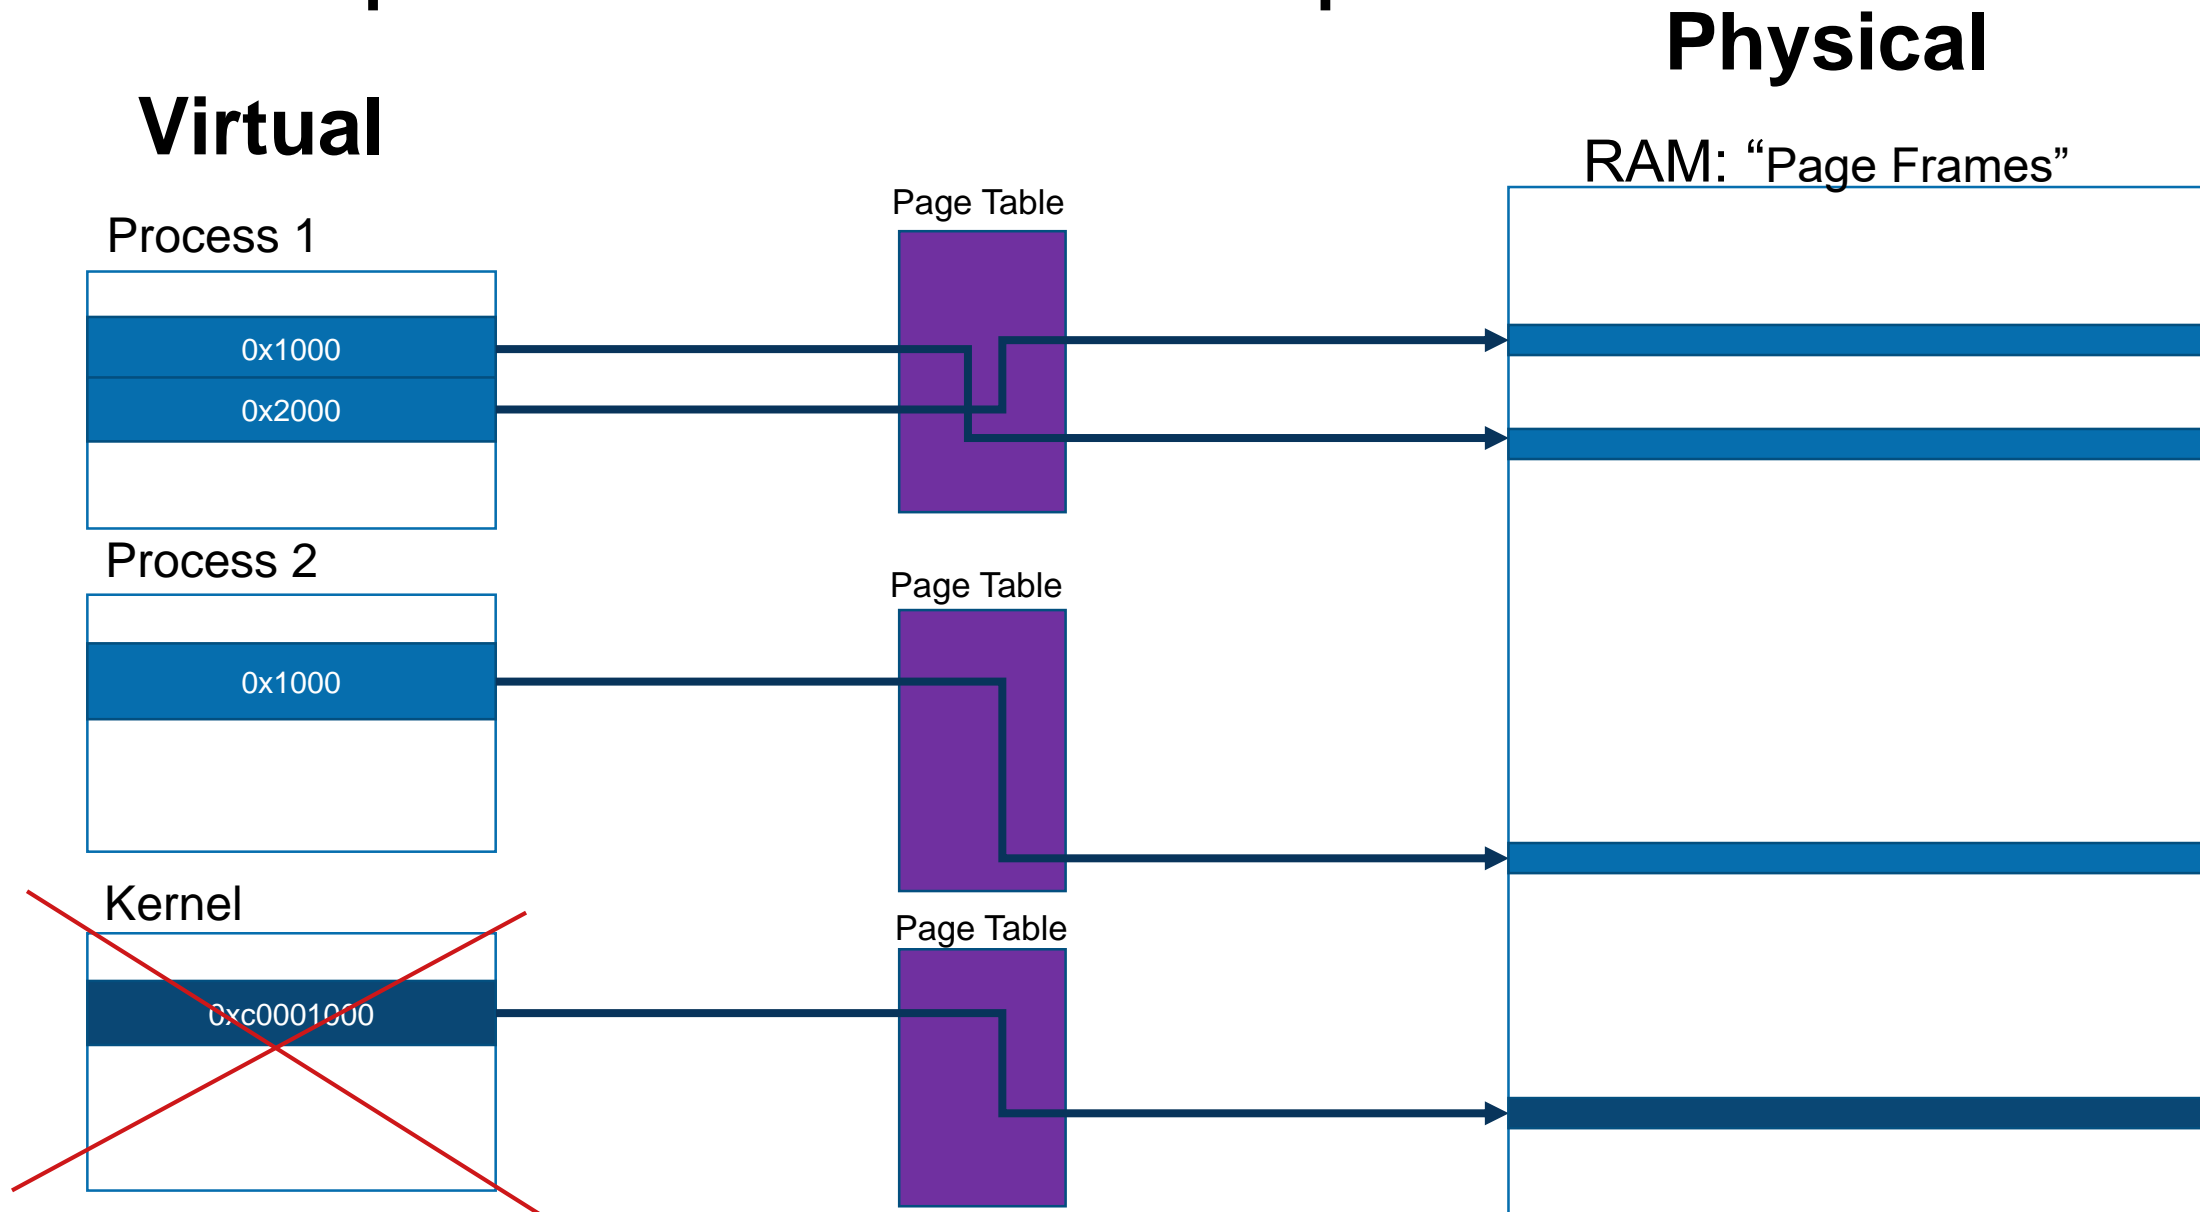 Physical
Virtual
RAM: “Page Frames”
Page Table
Process 1
0x1000
0x2000
Process 2
Page Table
0x1000
Kernel
Page Table
0xc0001000